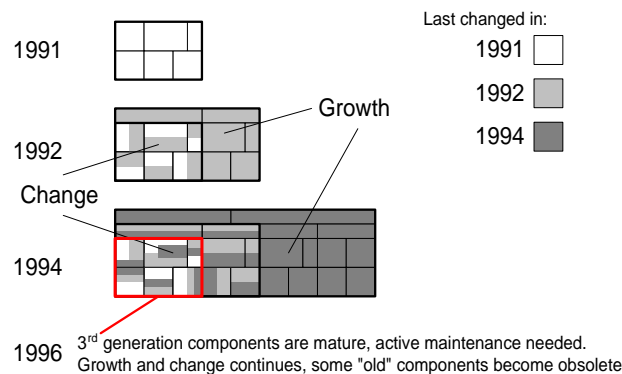 Last changed in:
1991
1991
1992
1994
Growth
1992
Change
1994
1996
3rd generation components are mature, active maintenance needed.
Growth and change continues, some "old" components become obsolete